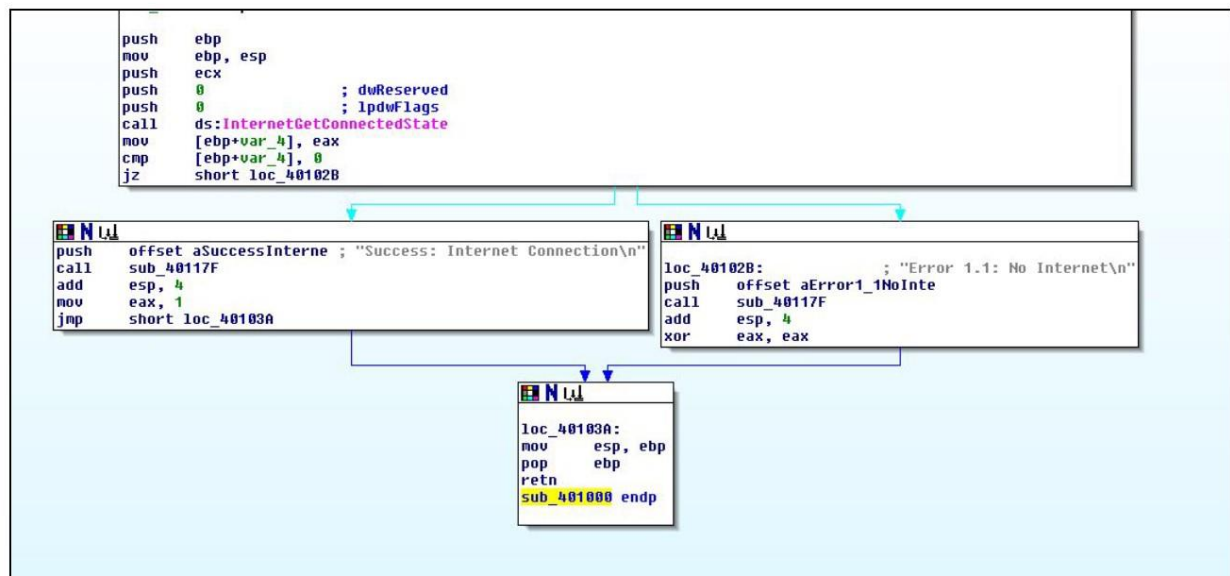 push ebp
mov ebp, esp
push ecx
push 0 ; dwReserved
push 0 ; lpdwFlags
call ds:InternetGetConnectedState
mov [ebp+var_4], eax
cmp [ebp+var_4], 0
jz short loc_40102B
push offset aSuccessInterne ; "Success: Internet Connection\n"
call sub_40117F
add esp, 4
mov eax, 1
jmp short loc_40103A
loc_40102B: ; "Error 1.1: No Internet\n"
push offset aError1_1NoInte
call sub_40117F
add esp, 4
xor eax, eax
loc_40103A:
mov esp, ebp
pop ebp
retn
sub_401000 endp